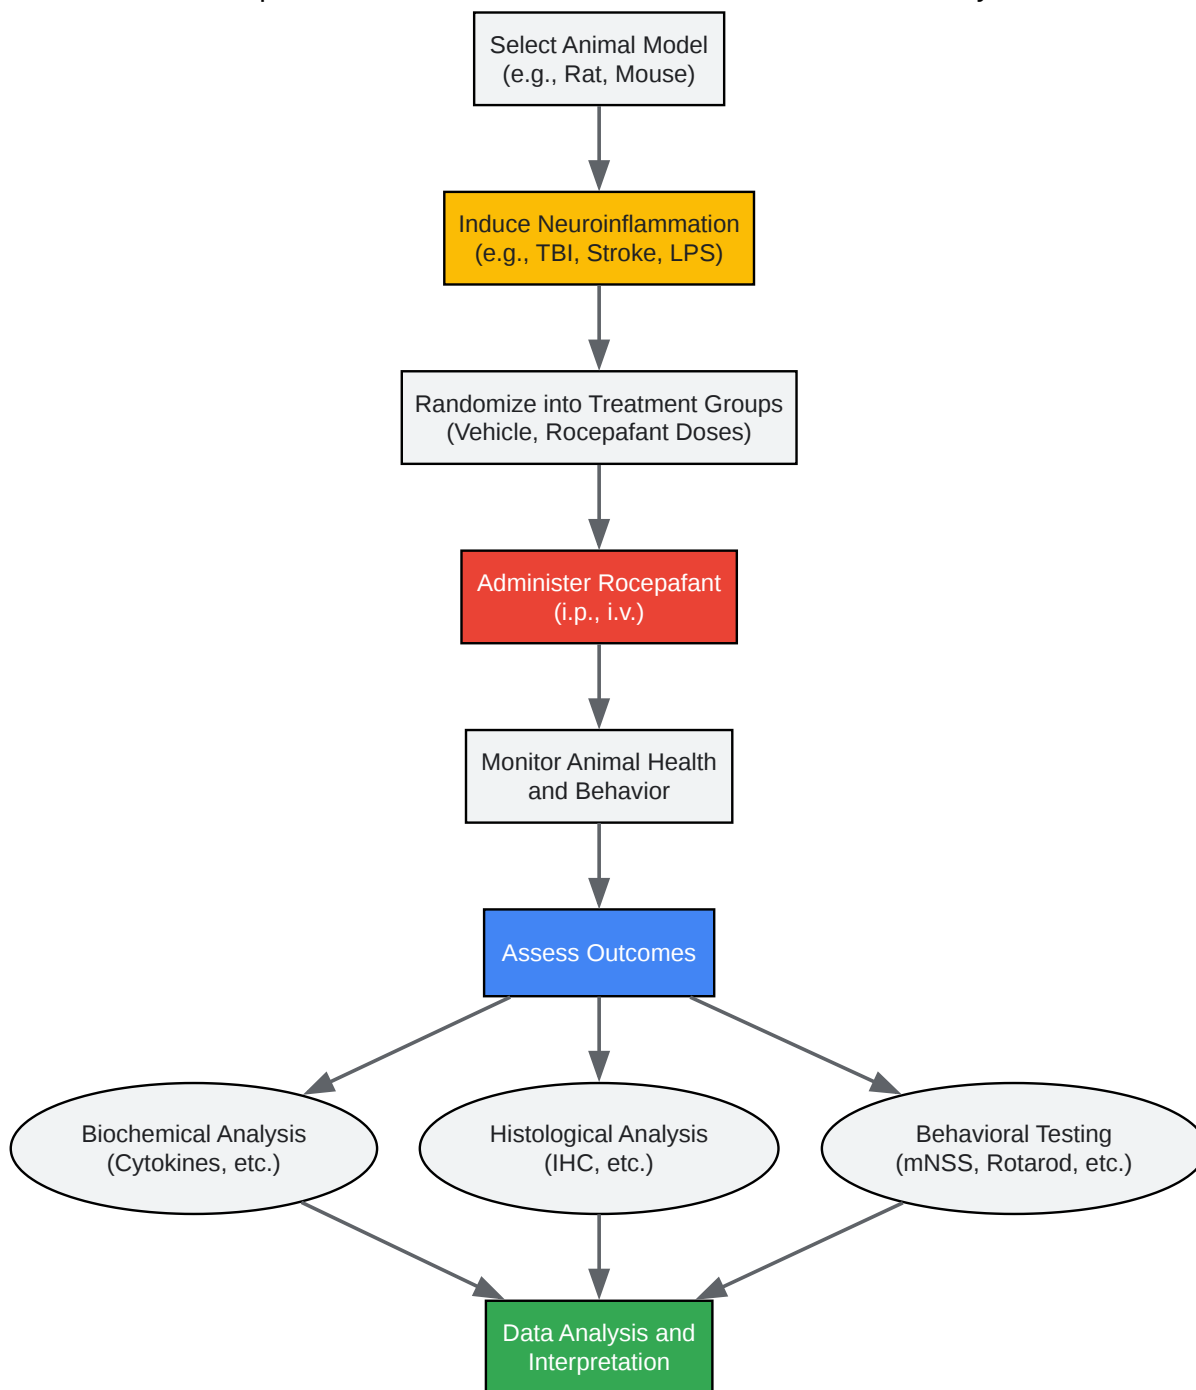 Select Animal Model
(e.g., Rat, Mouse)
Induce Neuroinflammation
(e.g., TBI, Stroke, LPS)
Randomize into Treatment Groups
(Vehicle, Rocepafant Doses)
Administer Rocepafant
(i.p., i.v.)
Monitor Animal Health
and Behavior
Assess Outcomes
Biochemical Analysis
(Cytokines, etc.)
Histological Analysis
(IHC, etc.)
Behavioral Testing
(mNSS, Rotarod, etc.)
Data Analysis and
Interpretation